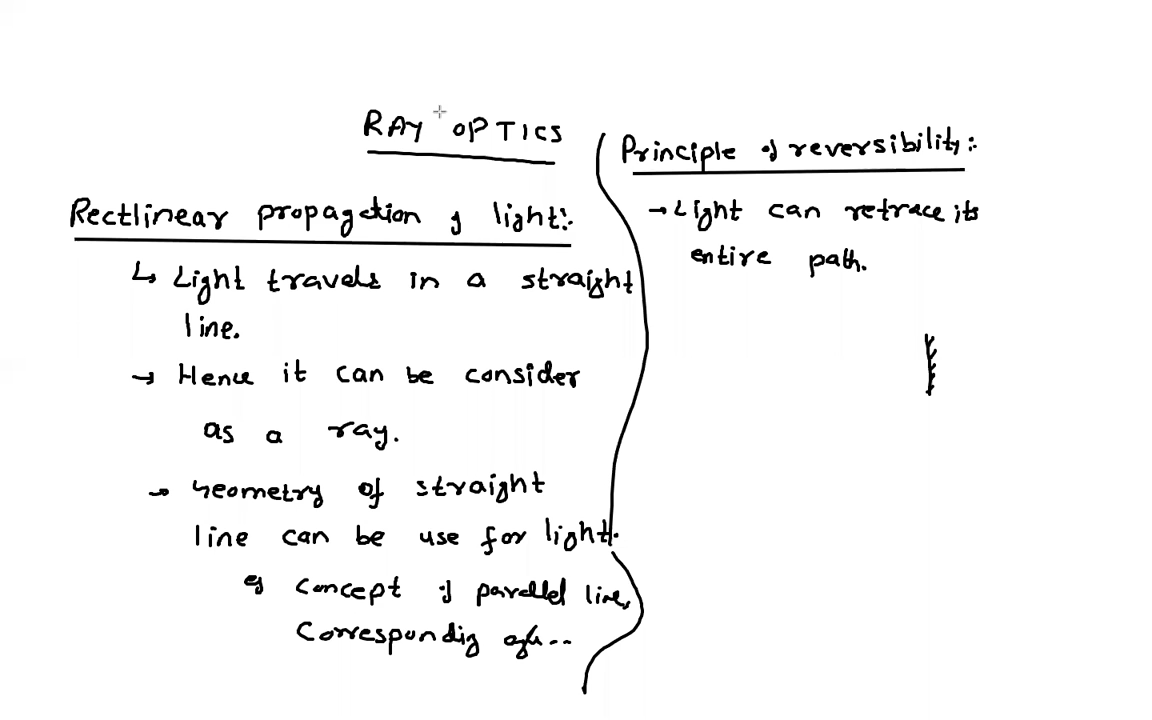 RAY OPTICS
Rectlinear propagation of light:
Light travels in a straight
line.
→ Hence it can be consider
as a ray.
→ Geometry of straight
line can be use for light.
eg concept of parallel line,
Correspondig
Principle of reversibility:
→ Light can retrace its
entire path.